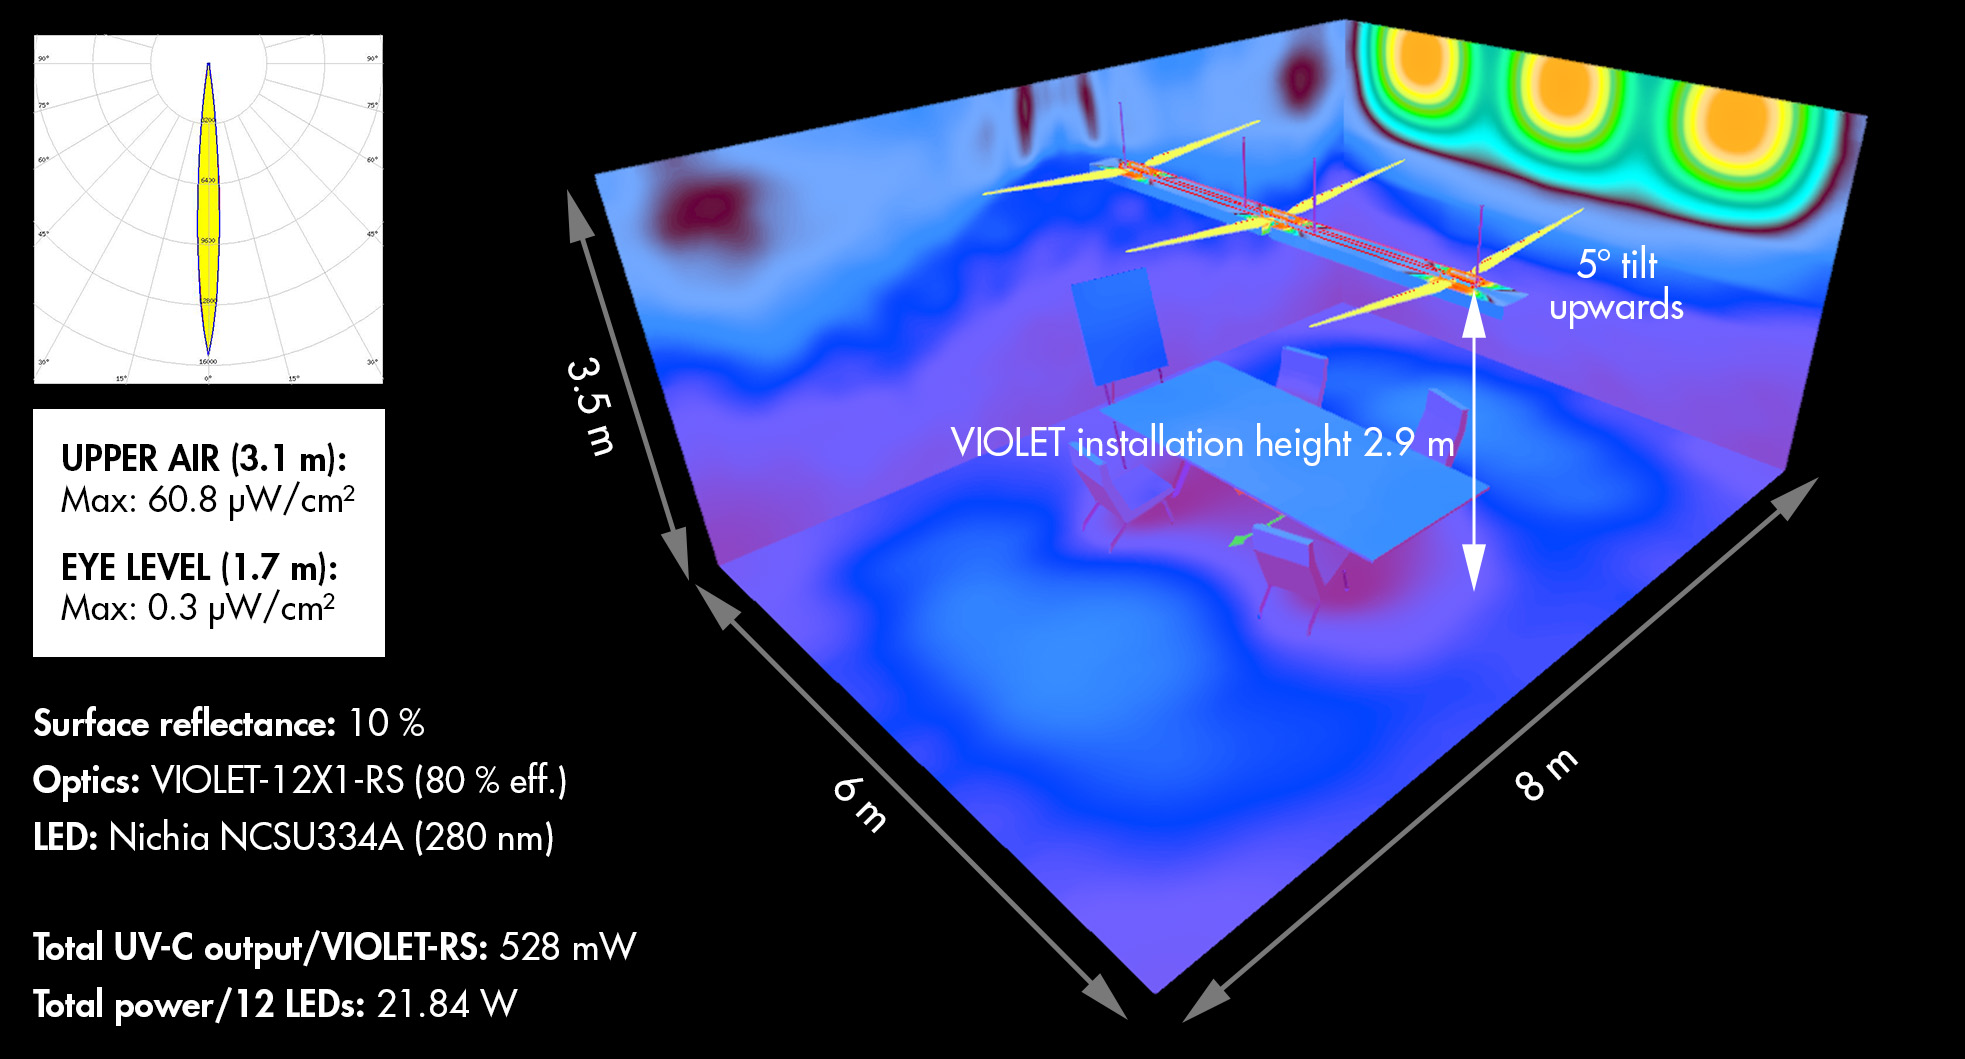 90°
90°
75°
75°
60°
60°
45°
45°
30°
30°
15°
0°
15°
3200
6400
9600
12800
16000
UPPER AIR (3.1 m):
Max: 60.8 µW/cm²
EYE LEVEL (1.7 m):
Max: 0.3 µW/cm²
Surface reflectance: 10 %
Optics: VIOLET-12X1-RS (80 % eff.)
LED: Nichia NCSU334A (280 nm)
Total UV-C output/VIOLET-RS: 528 mW
Total power/12 LEDs: 21.84 W
3.5 m
6 m
8 m
VIOLET installation height 2.9 m
5° tilt
upwards